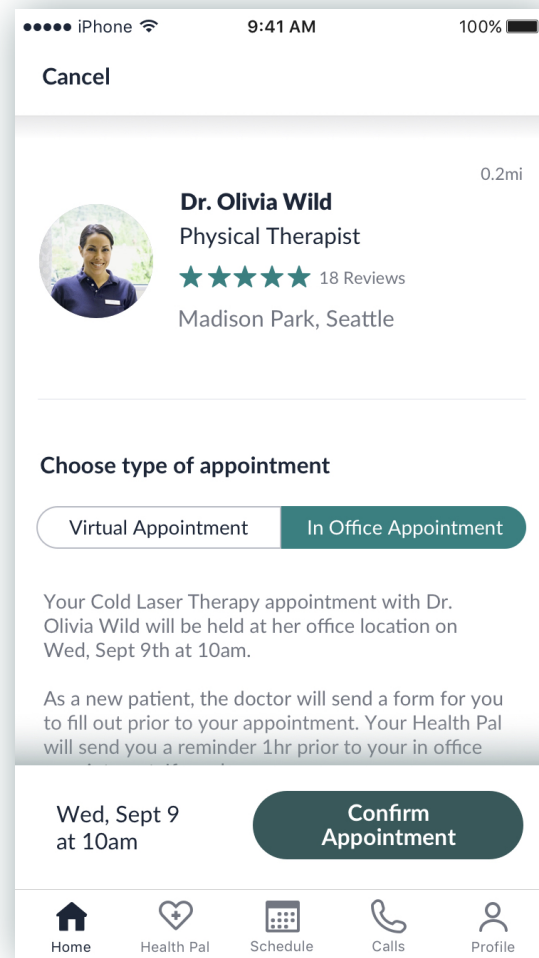 iPhone 9:41 AM 100%
Cancel
0.2mi
Dr. Olivia Wild
Physical Therapist
18 Reviews
Madison Park, Seattle
Choose type of appointment
Virtual Appointment In Office Appointment
Your Cold Laser Therapy appointment with Dr.
Olivia Wild will be held at her office location on
Wed, Sept 9th at 10am.
As a new patient, the doctor will send a form for you
to fill out prior to your appointment. Your Health Pal
will send you a reminder 1hr prior to your in office
Wed, Sept 9
at 10am
Confirm
Appointment
Home Health Pal Schedule Calls Profile